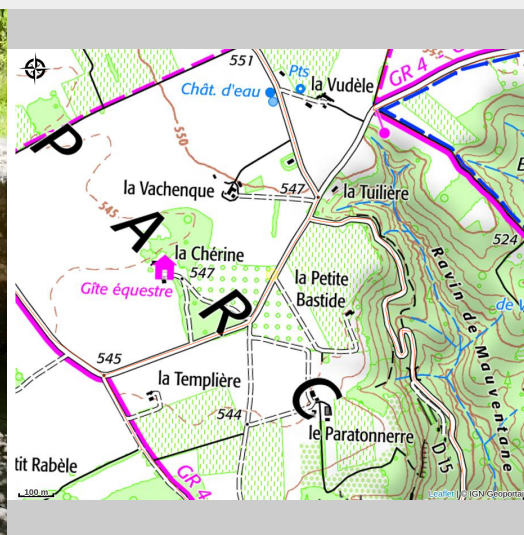 551
GR 4
Pts
la Vudèle
Chât. d'eau
550
P
la Vachenque
547
la Tuilière
545
A
524
la Chérine
547
Gîte équestre
R
la Petite
Bastide
Ravin de Mauventane
de V
545
la Templière
C
544
le Paratonnerre
D 15
tit Rabèle
GR 4
100 m
Leaflet | © IGN Geoportai